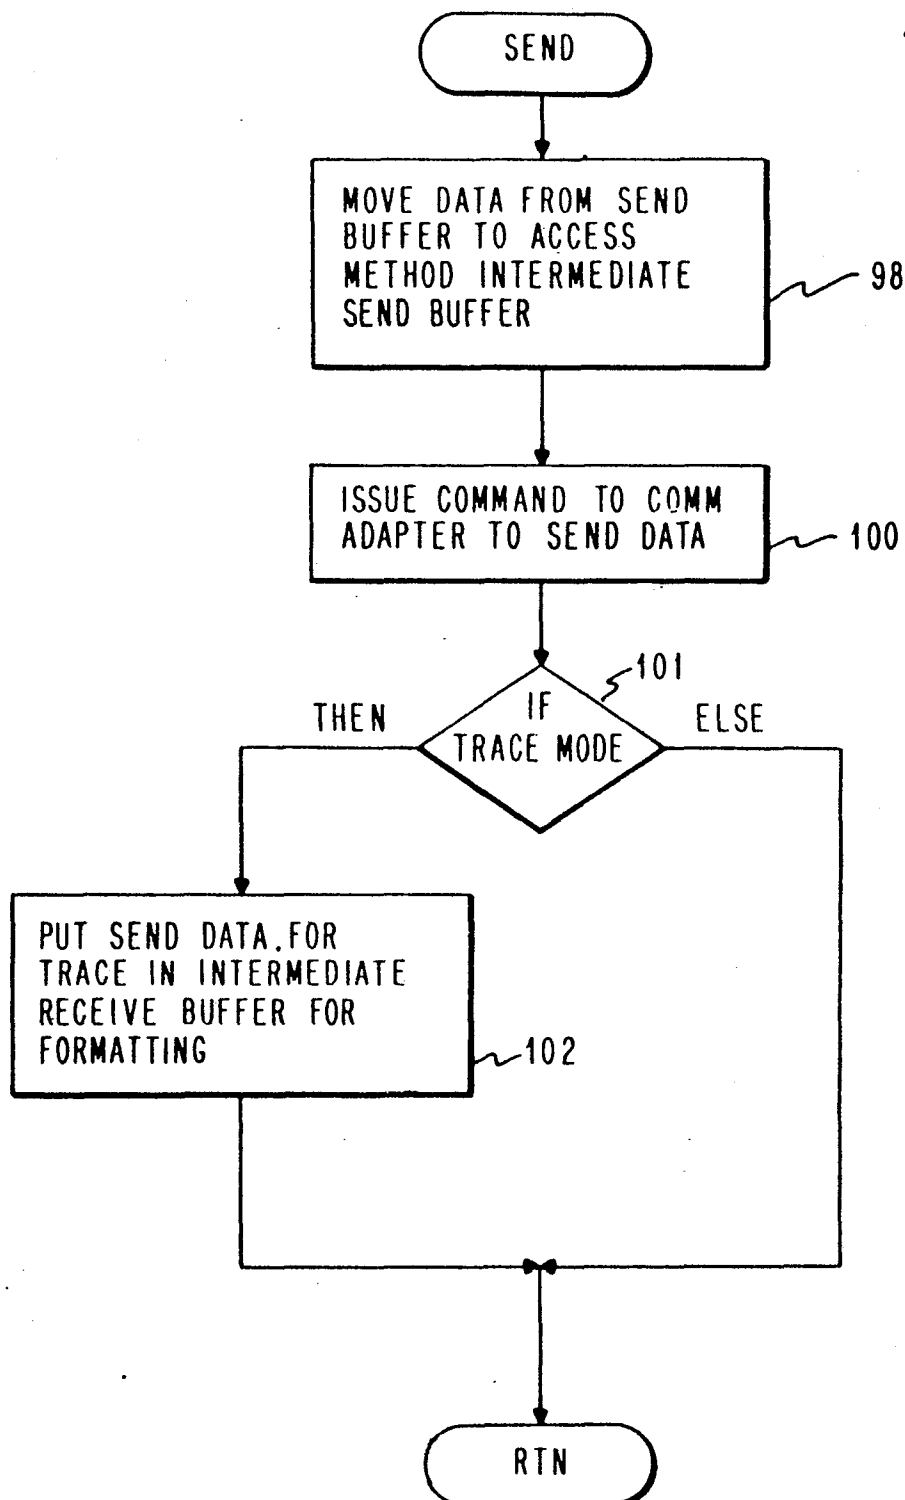 SEND
MOVE DATA FROM SEND
BUFFER TO ACCESS
METHOD INTERMEDIATE
SEND BUFFER
98
ISSUE COMMAND TO COMM
ADAPTER TO SEND DATA
100
101
IF
TRACE MODE
THEN
ELSE
PUT SEND DATA.FOR
TRACE IN INTERMEDIATE
RECEIVE BUFFER FOR
FORMATTING
102
RTN